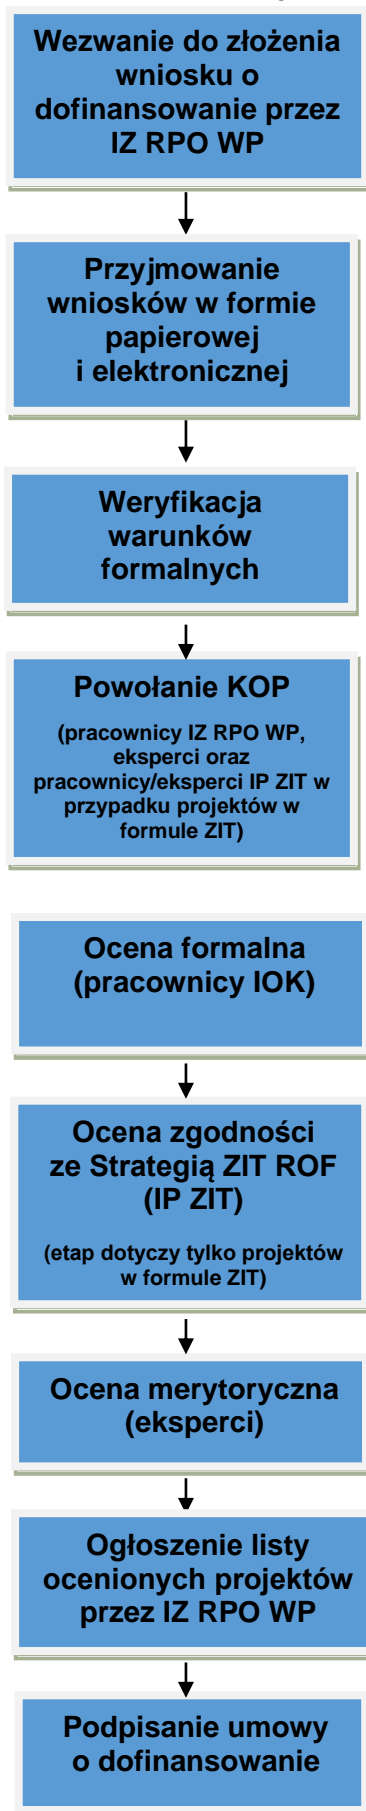 Wezwanie do złożenia
wniosku o
dofinansowanie przez
IZ RPO WP
Przyjmowanie
wniosków w formie
papierowej
i elektronicznej
Weryfikacja
warunków
formalnych
Powołanie KOP
(pracownicy IZ RPO WP,
eksperci oraz
pracownicy/eksperci IP ZIT w
przypadku projektów w
formule ZIT)
Ocena formalna
(pracownicy IOK)
Ocena zgodności
ze Strategią ZIT ROF
(IP ZIT)
(etap dotyczy tylko projektów
w formule ZIT)
Ocena merytoryczna
(eksperci)
Ogłoszenie listy
ocenionych projektów
przez IZ RPO WP
Podpisanie umowy
o dofinansowanie